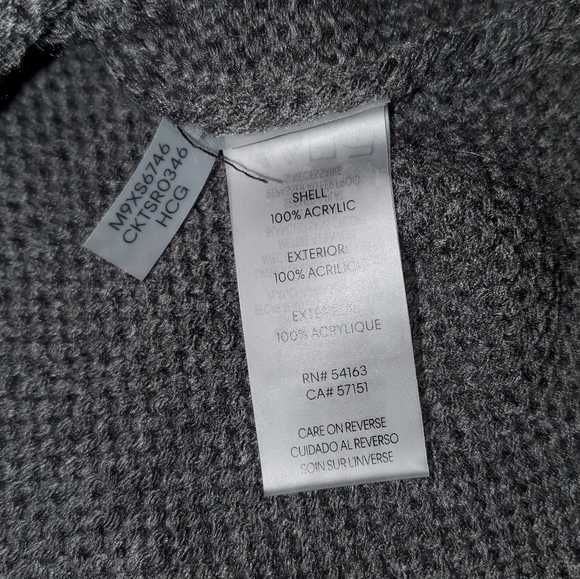 M9XS6746
CKTSRO346
HCG
SHELL
100% ACRYLIC
EXTERIOR
100% ACRILICO
100% ACRYLIQUE
RN# 54163
CA# 57151
CARE ON REVERSE
CUIDADO AL REVERSO
SOIN SUR L'INVERSE